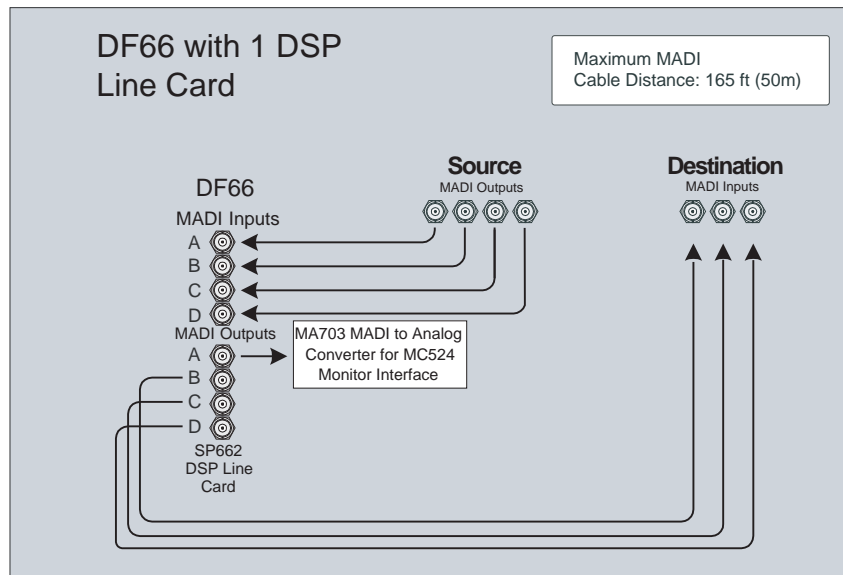 DF66 with 1 DSP
Line Card
Maximum MADI
Cable Distance: 165 ft (50m)
Source
MADI Outputs
Destination
MADI Inputs
DF66
MADI Inputs
A
B
C
D
MADI Outputs
A
B
C
D
MA703 MADI to Analog
Converter for MC524
Monitor Interface
SP662
DSP Line
Card